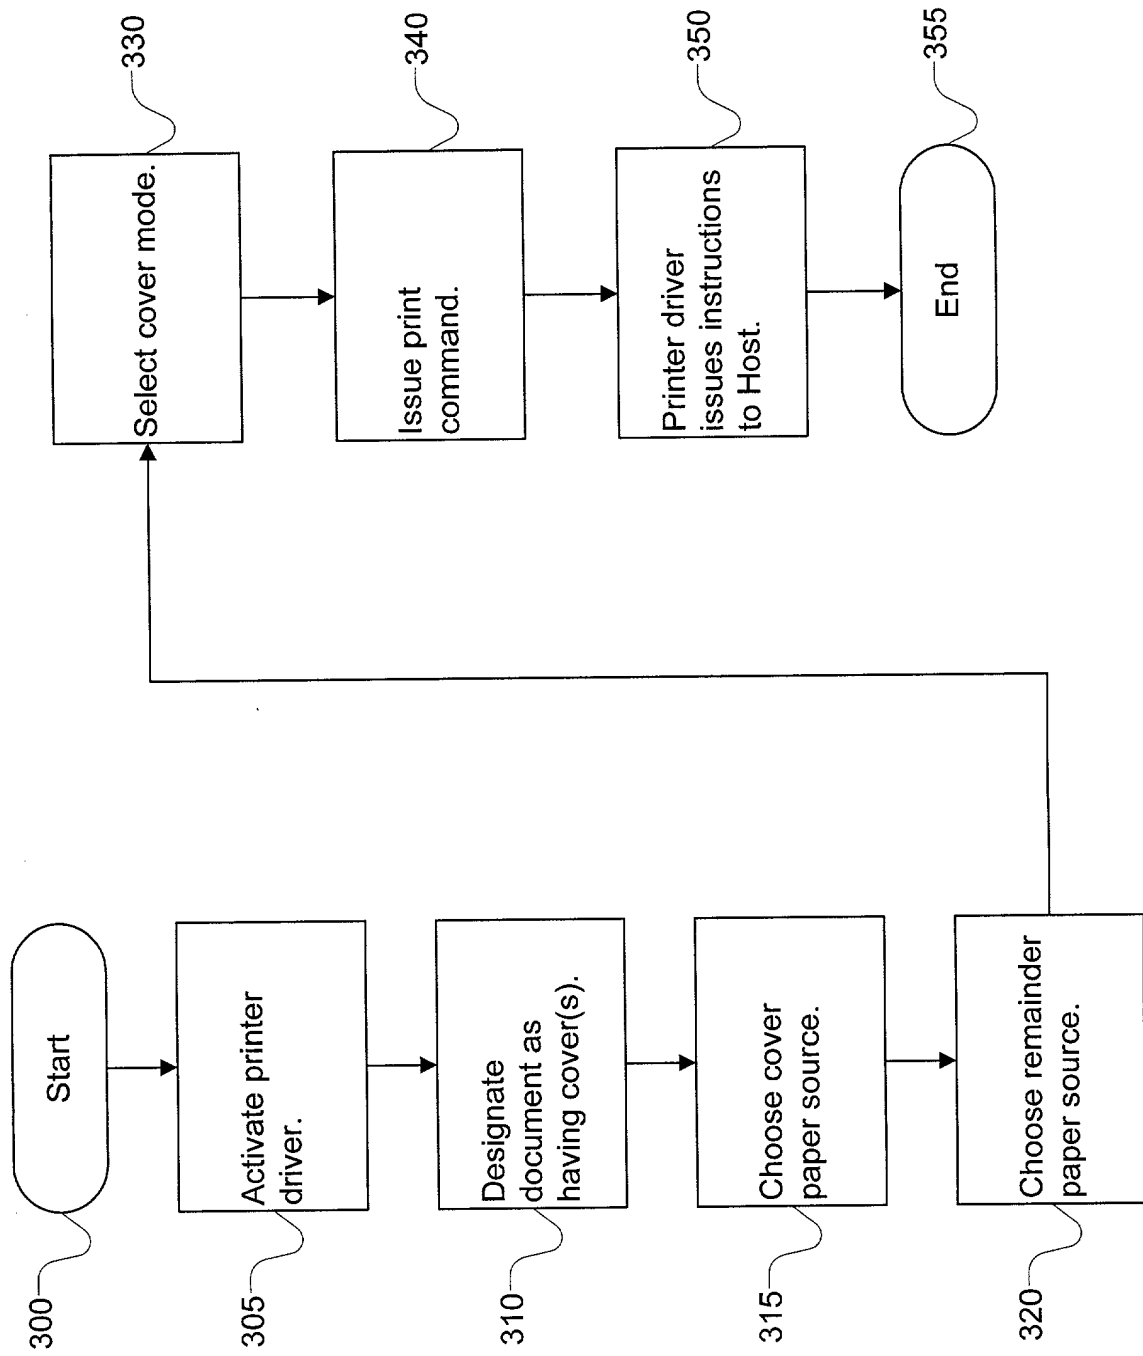 300
Start
305
Activate printer
driver.
310
Designate
document as
having cover(s).
315
Choose cover
paper source.
320
Choose remainder
paper source.
Select cover mode.
330
Issue print
command.
340
Printer driver
issues instructions
to Host.
350
End
355